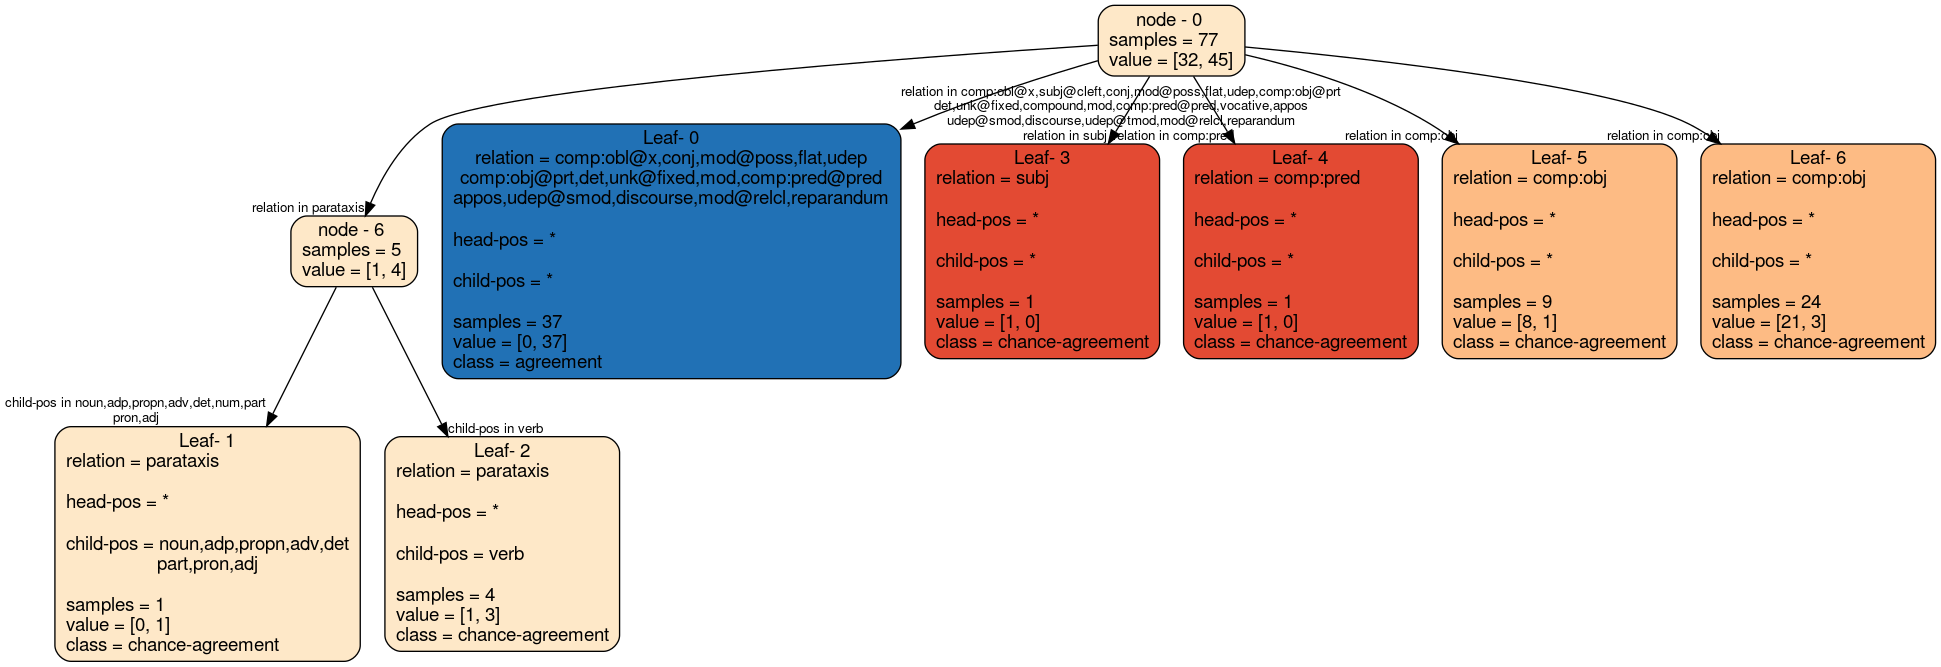 node - 0
samples = 77
value = [32, 45]
relation in comp:obl@x,subj@cleft,conj,mod@poss,flat,udep,comp:obj@prt
det,unk@fixed,compound,mod,comp:pred@pred,vocative,appos
udep@smod,discourse,udep@tmod,mod@relcl,reparandum
relation in subj
relation in comp:pred
relation in comp:obj
relation in comp:obj
relation in parataxis
node - 6
samples = 5
value = [1, 4]
Leaf- 0
relation = comp:obl@x,conj,mod@poss,flat,udep
comp:obj@prt,det,unk@fixed,mod,comp:pred@pred
appos,udep@smod,discourse,mod@relcl,reparandum
head-pos = *
child-pos = *
samples = 37
value = [0, 37]
class = agreement
Leaf- 3
relation = subj
head-pos = *
child-pos = *
samples = 1
value = [1, 0]
class = chance-agreement
Leaf- 4
relation = comp:pred
head-pos = *
child-pos = *
samples = 1
value = [1, 0]
class = chance-agreement
Leaf- 5
relation = comp:obj
head-pos = *
child-pos = *
samples = 9
value = [8, 1]
class = chance-agreement
Leaf- 6
relation = comp:obj
head-pos = *
child-pos = *
samples = 24
value = [21, 3]
class = chance-agreement
child-pos in noun,adp,propn,adv,det,num,part
pron,adj
child-pos in verb
Leaf- 1
relation = parataxis
head-pos = *
child-pos = noun,adp,propn,adv,det
part,pron,adj
samples = 1
value = [0, 1]
class = chance-agreement
Leaf- 2
relation = parataxis
head-pos = *
child-pos = verb
samples = 4
value = [1, 3]
class = chance-agreement